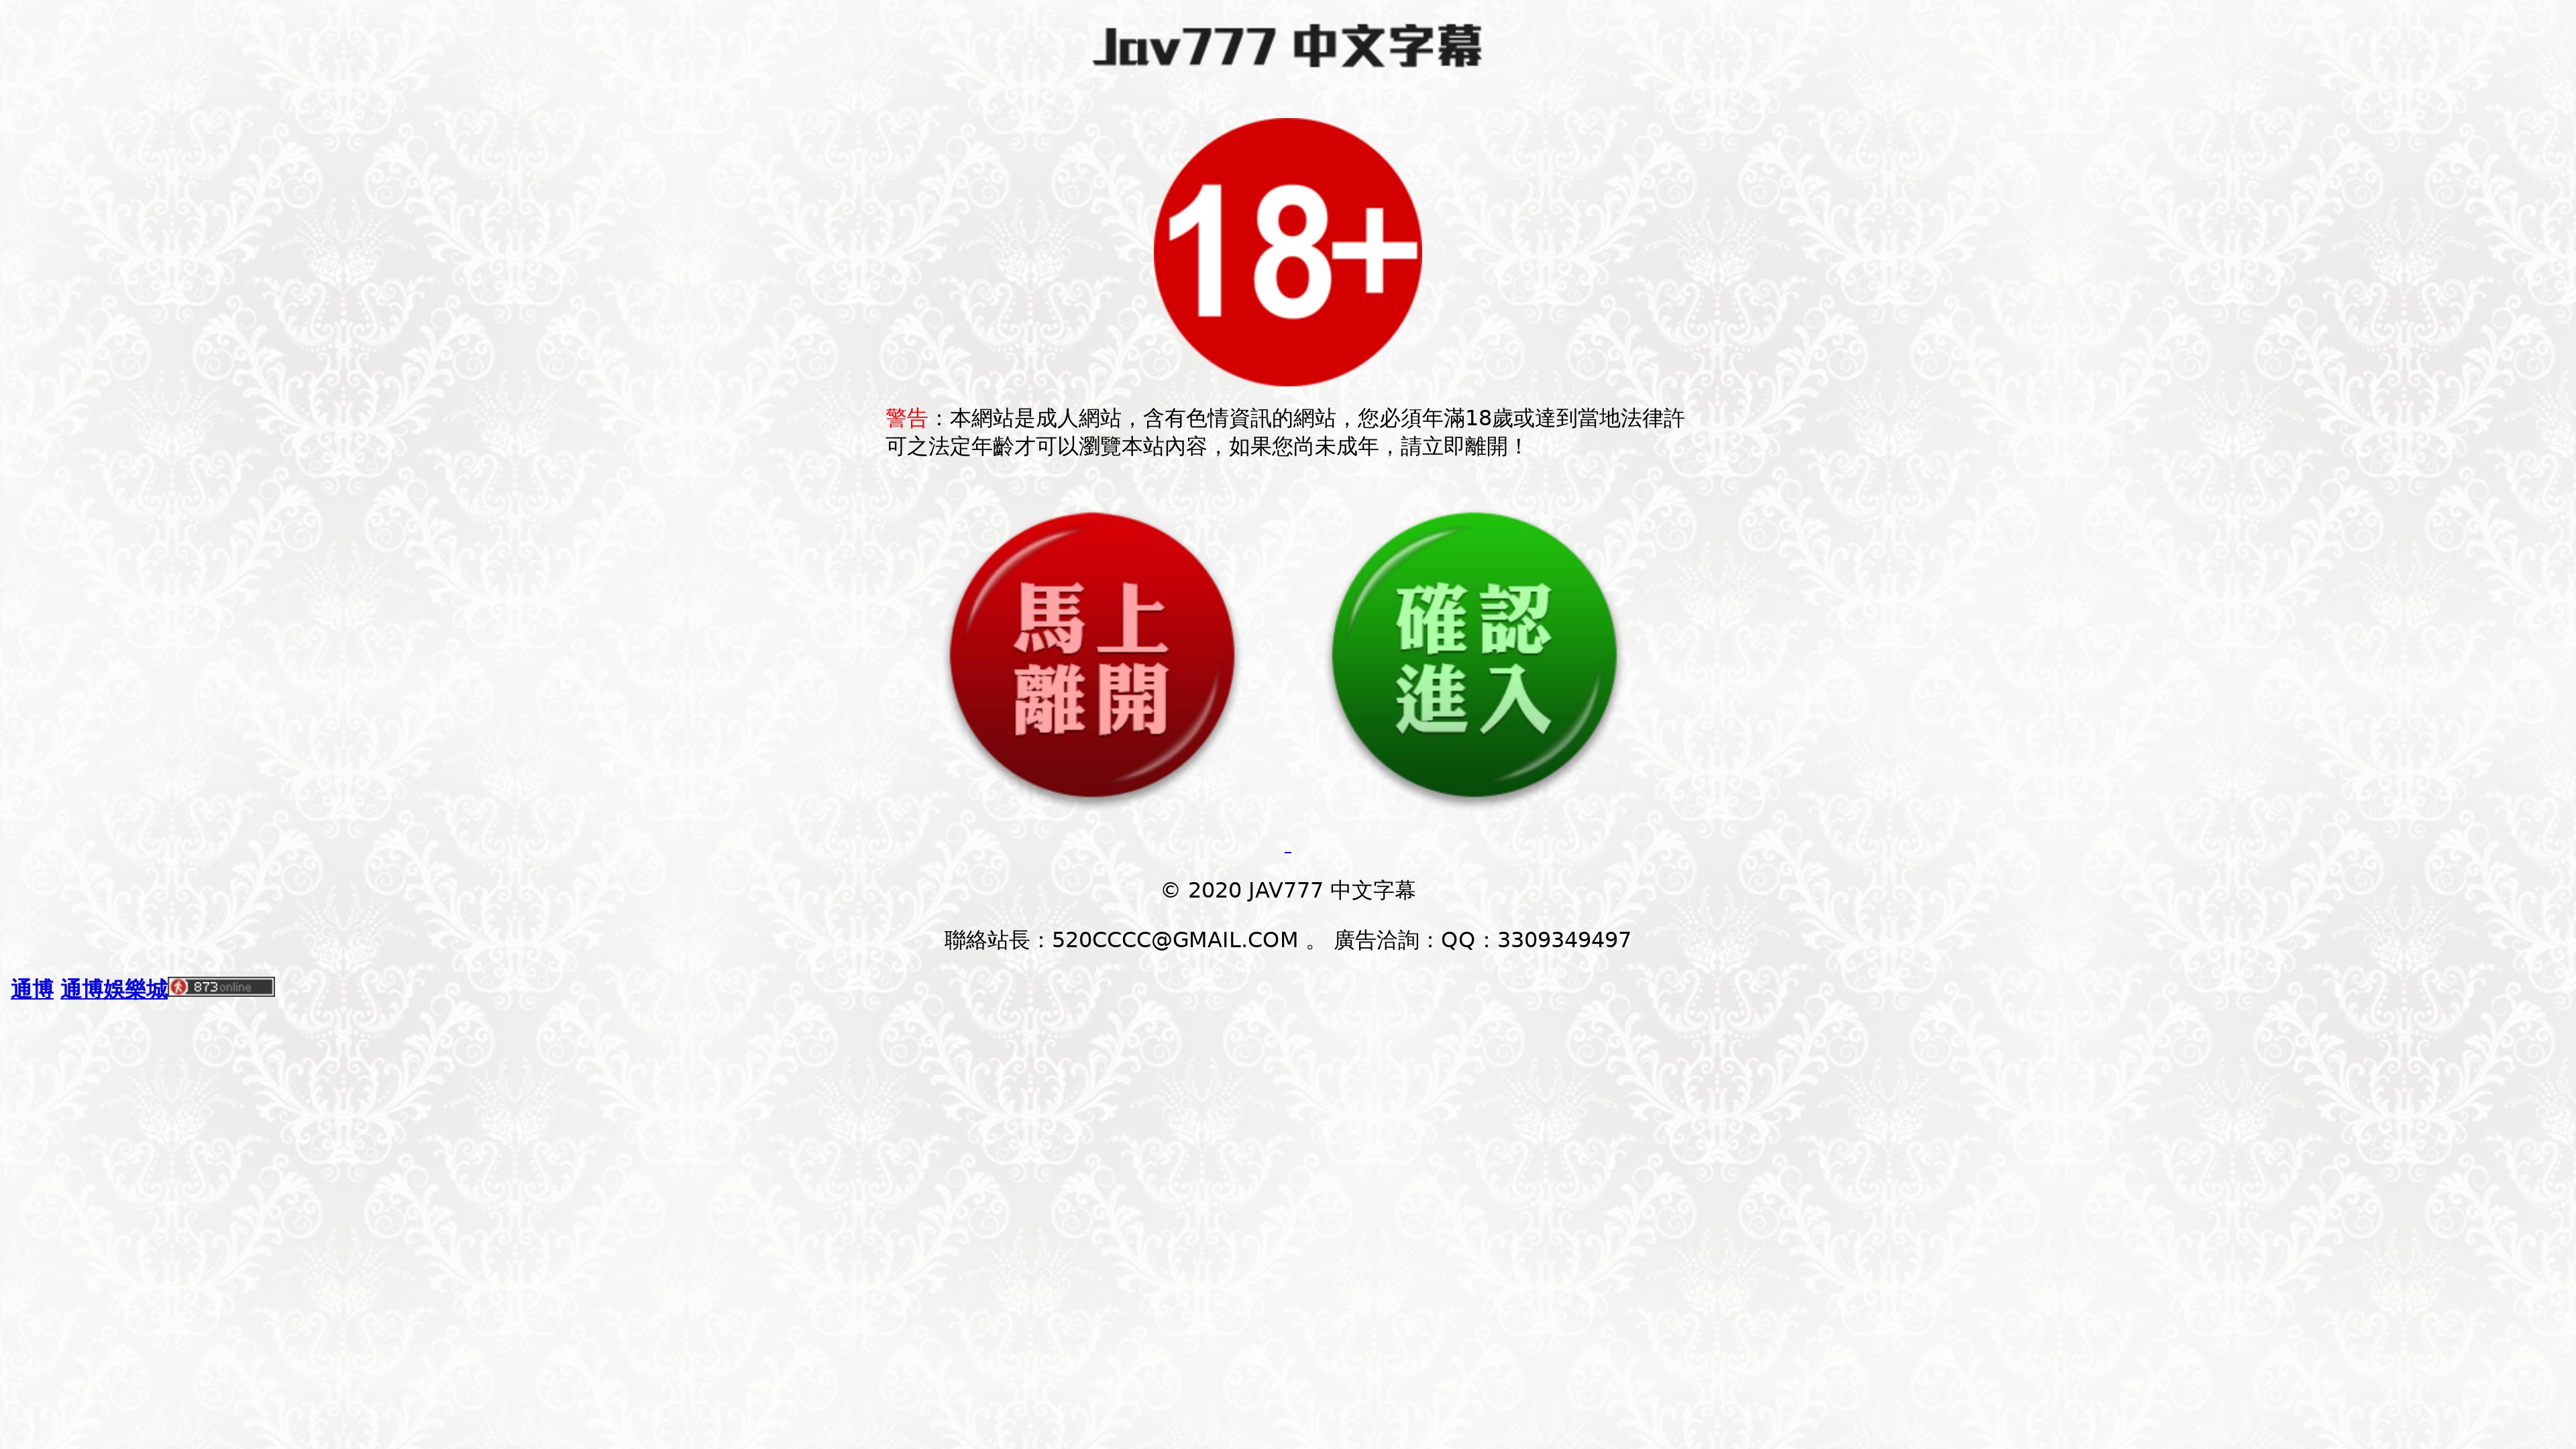 Jav777 中文字幕
18+
警告：本網站是成人網站，含有色情資訊的網站，您必須年滿18歲或達到當地法律許
可之法定年齡才可以瀏覽本站內容，如果您尚未成年，請立即離開！
馬上
離開
確認
進入
© 2020 JAV777 中文字幕
聯絡站長：520CCCC@GMAIL.COM 。 廣告洽詢：QQ：3309349497
通博 通博娛樂城 873online